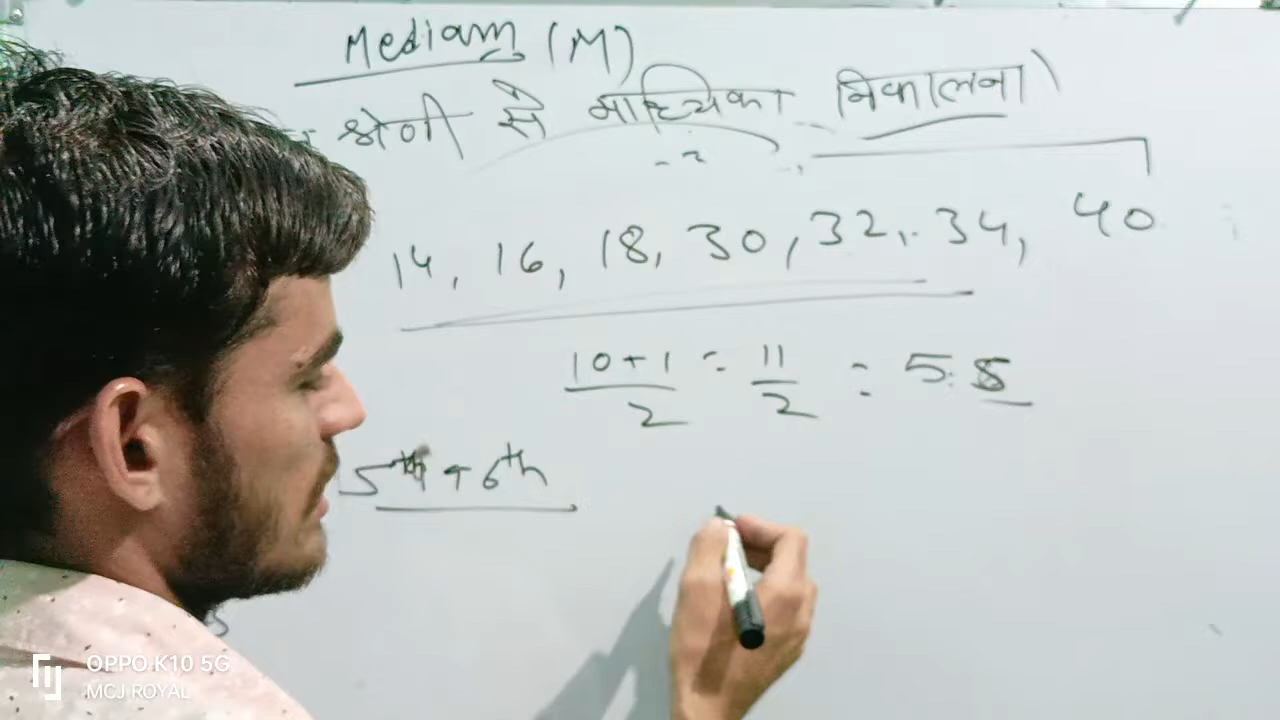 Median (M)
श्रेणी से माध्यिका निकालना)
14, 16, 18, 30, 32, 34, 40
10+1/2 = 11/2 = 5.5
5th + 6th
OPPO K10 5G
MCJ ROYAL